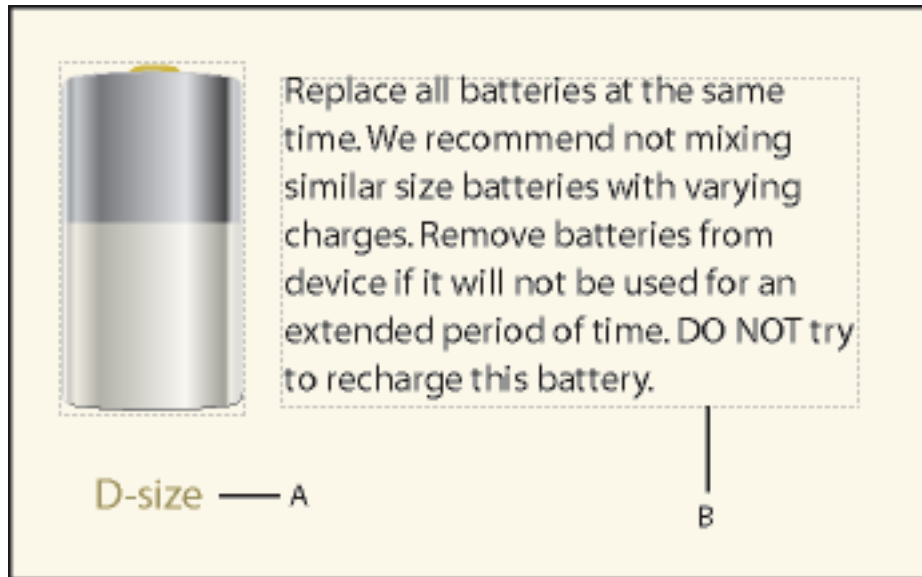 Replace all batteries at the same
time. We recommend not mixing
similar size batteries with varying
charges. Remove batteries from
device if it will not be used for an
extended period of time. DO NOT try
to recharge this battery.
D-size
A
B